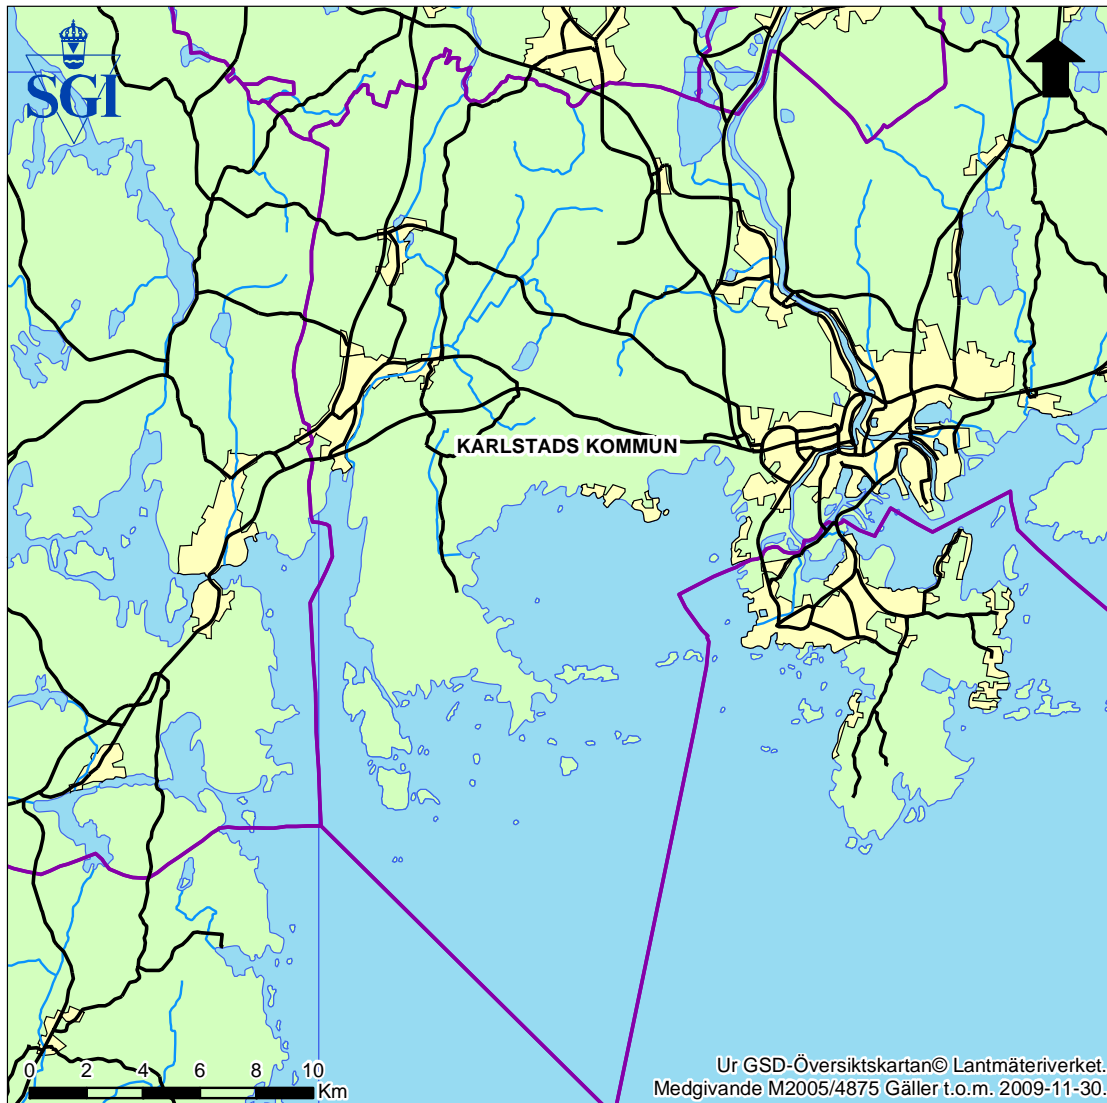 SGI
KARLSTADS KOMMUN
0 2 4 6 8 10
Km
Ur GSD-Översiktskartan© Lantmäteriverket.
Medgivande M2005/4875 Gäller t.o.m. 2009-11-30.